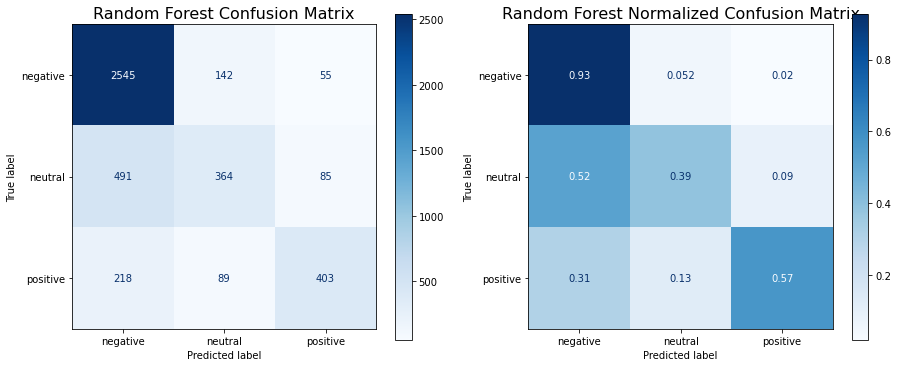 Random Forest Confusion Matrix
negative 2545 142 55
neutral 491 364 85
positive 218 89 403
negative neutral positive
Predicted label
True label
2500
2000
1500
1000
500
Random Forest Normalized Confusion Matrix
negative 0.93 0.052 0.02
neutral 0.52 0.39 0.09
positive 0.31 0.13 0.57
negative neutral positive
Predicted label
True label
0.8
0.6
0.4
0.2